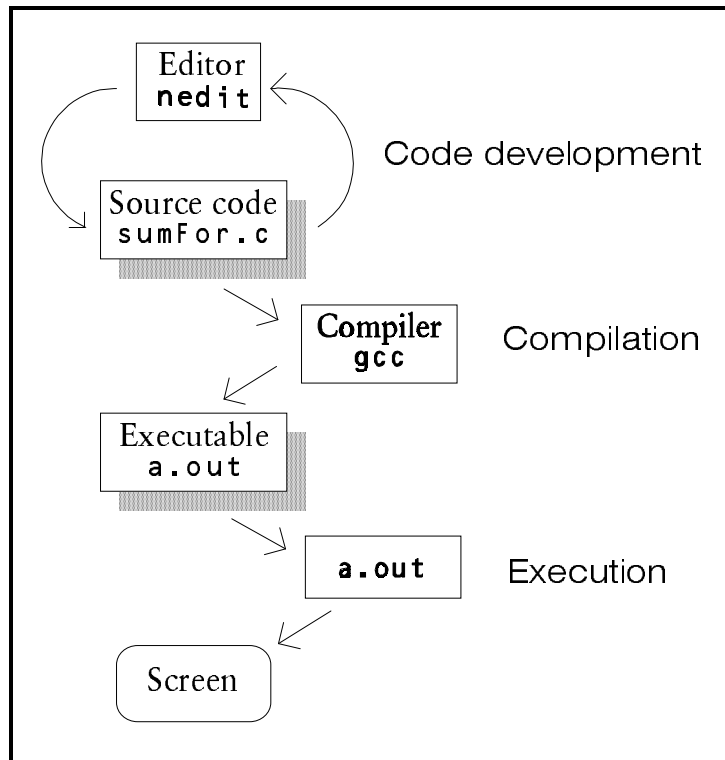 Editor
nedit
Code development
Source code
sumFor.c
Compiler
gcc
Compilation
Executable
a.out
a.out
Execution
Screen